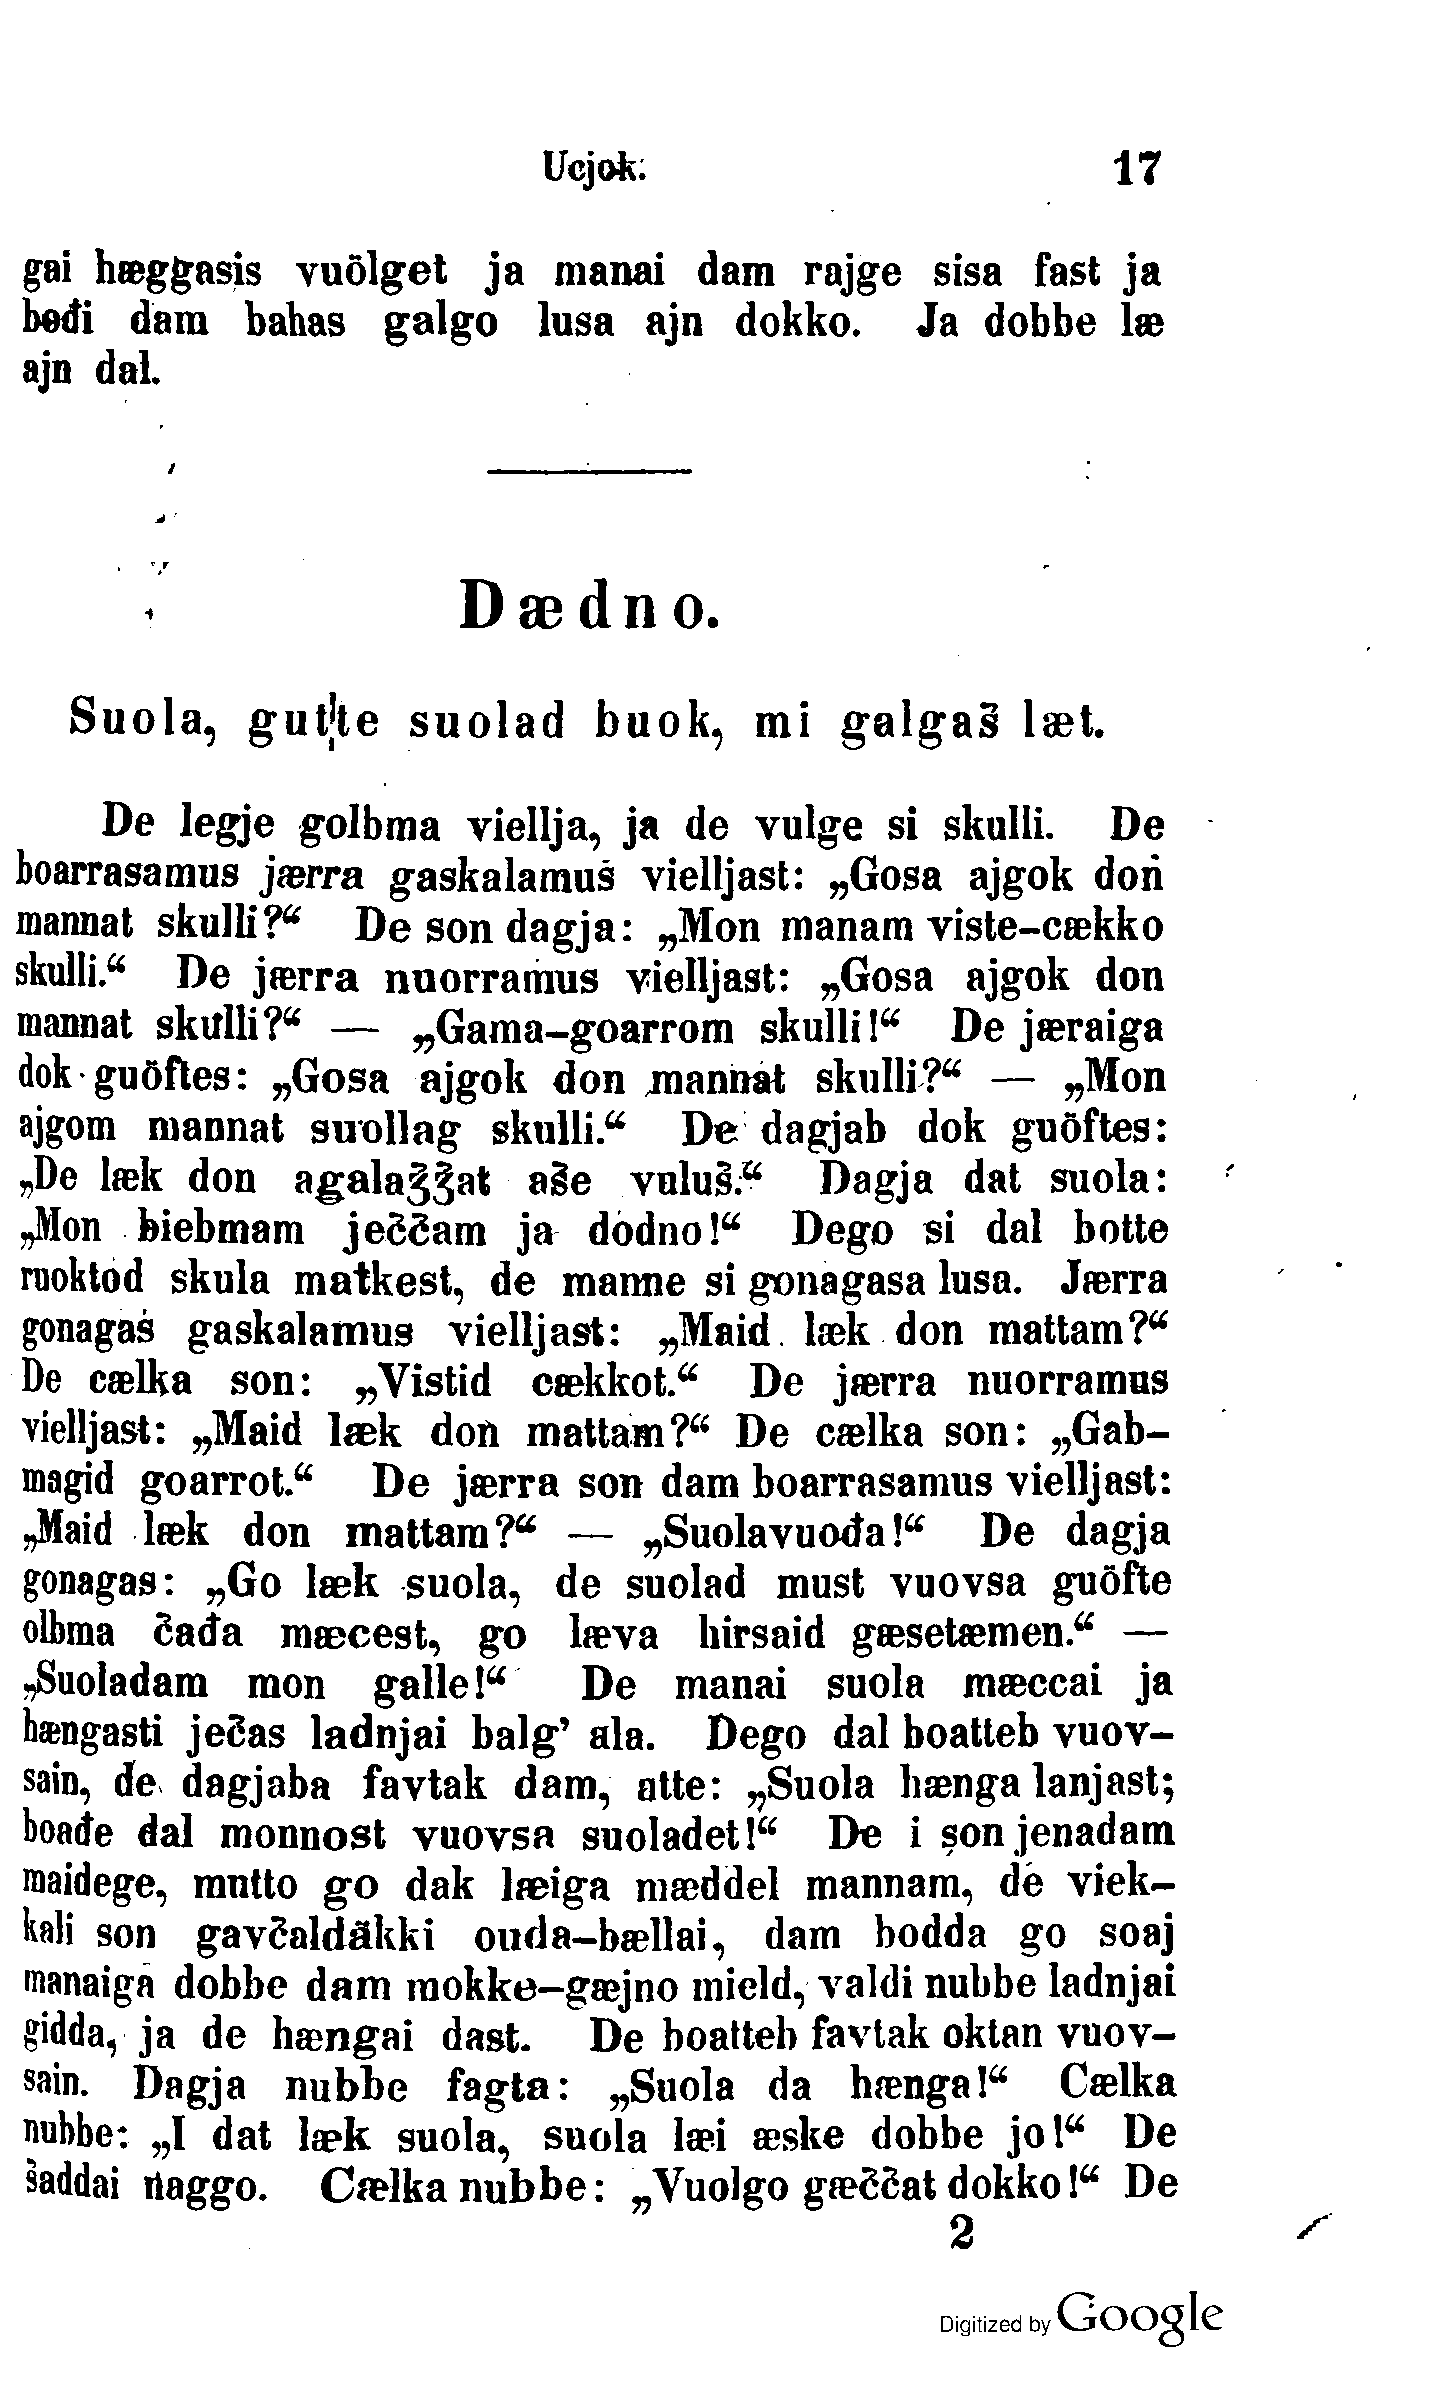 Ucjok. 17
gai hæggasis vuölget ja manai dam rajge sisa fast ja
beđi dam bahas galgo lusa ajn dokko. Ja dobbe læ
ajn dal.
Dædno.
Suola, gutte suolad buok, mi galgaš læt.
De legje golbma viellja, ja de vulge si skulli. De
boarrasamus jærra gaskalamus vielljast: „Gosa ajgok don
mannat skulli?“ De son dagja: „Mon manam viste-cækko
skulli.“ De jærra nuorramus vielljast: „Gosa ajgok don
mannat skulli?“ — „Gama-goarrom skulli!“ De jæraiga
dok guöftes: „Gosa ajgok don mannat skulli?“ — „Mon
ajgom mannat suollag skulli.“ De dagjab dok guöftes:
„De læk don agalaǯǯat aše vuluš.“ Dagja dat suola:
„Mon biebmam ječčam ja dodno!“ Dego si dal botte
ruoktod skula matkest, de manne si gonagasa lusa. Jærra
gonagas gaskalamus vielljast: „Maid læk don mattam?“
De cælka son: „Vistid cækkot.“ De jærra nuorramus
vielljast: „Maid læk don mattam?“ De cælka son: „Gab-
magid goarrot.“ De jærra son dam boarrasamus vielljast:
„Maid læk don mattam?“ — „Suolavuođa!“ De dagja
gonagas: „Go læk suola, de suolad must vuovsa guöfte
olbma čađa mæcest, go læva hirsaid gæsetæmen.“ —
„Suoladam mon galle!“ De manai suola mæccai ja
hængasti ječas ladnjai balg’ ala. Dego dal boatteb vuov-
sain, de dagjaba favtak dam, atte: „Suola hænga lanjast;
boađe dal monnost vuovsa suoladet!“ De i son jenadam
maidege, mutto go dak læiga mæddel mannam, de viek-
kali son gavčaldâkki ouda-bællai, dam bodda go soaj
manaiga dobbe dam mokke-gæjno mield, valdi nubbe ladnjai
gidda, ja de hængai dast. De boatteb favtak oktan vuov-
sain. Dagja nubbe fagta: „Suola da hænga!“ Cælka
nubbe: „I dat læk suola, suola læi æske dobbe jo!“ De
šaddai naggo. Cælka nubbe: „Vuolgo gæččat dokko!“ De
2
Digitized by Google